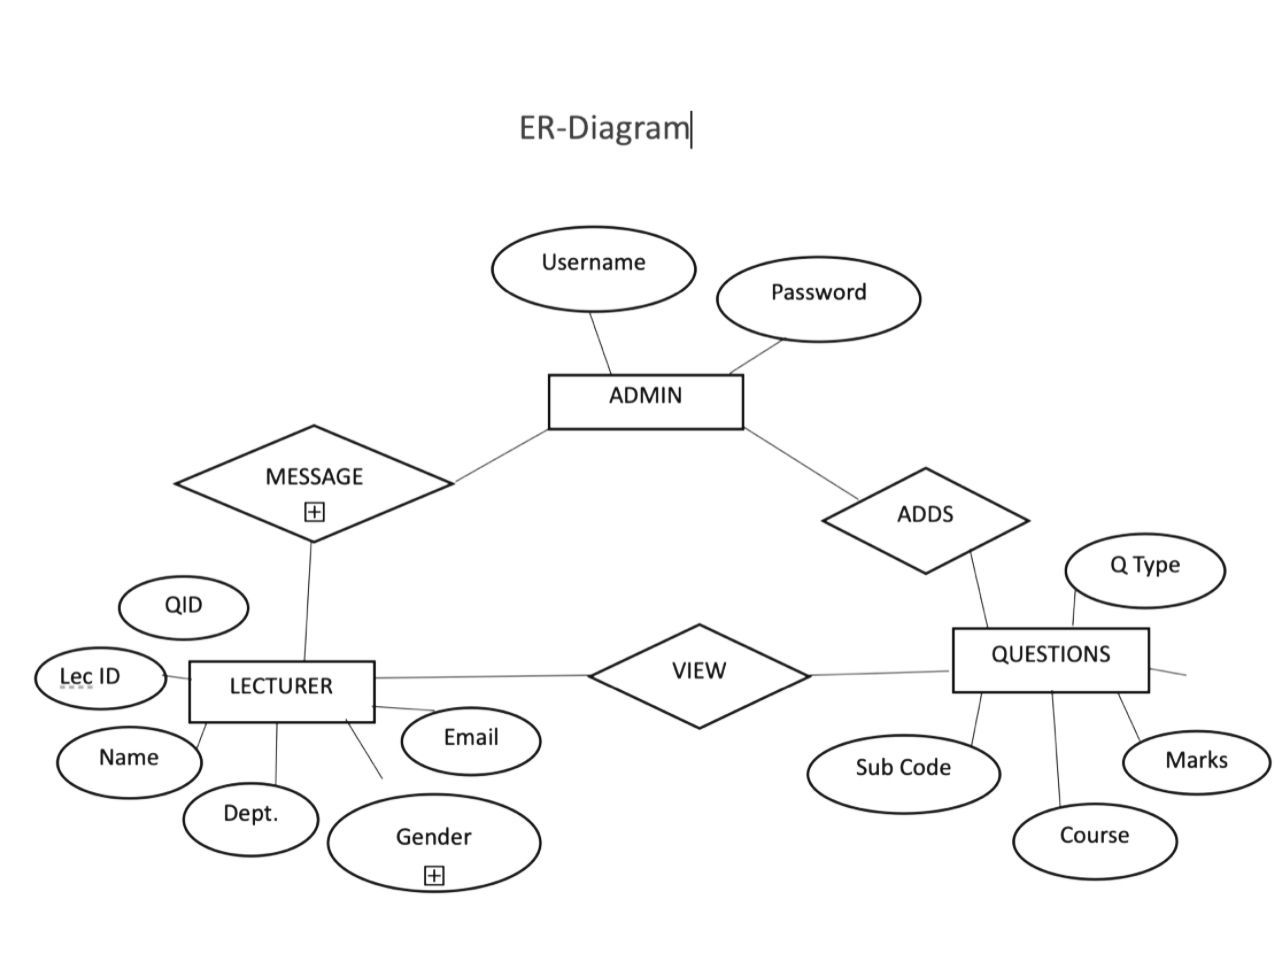 ER-Diagram
Username
Password
ADMIN
MESSAGE
ADDS
Q Type
QID
QUESTIONS
Lec ID
LECTURER
VIEW
Email
Name
Sub Code
Marks
Dept.
Gender
Course